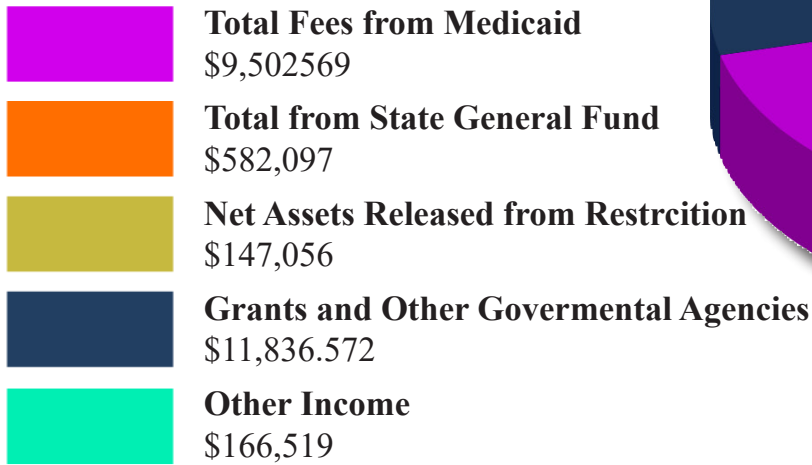 Total Fees from Medicaid
$9,502569
Total from State General Fund
$582,097
Net Assets Released from Restrcition
$147,056
Grants and Other Govermental Agencies
$11,836.572
Other Income
$166,519